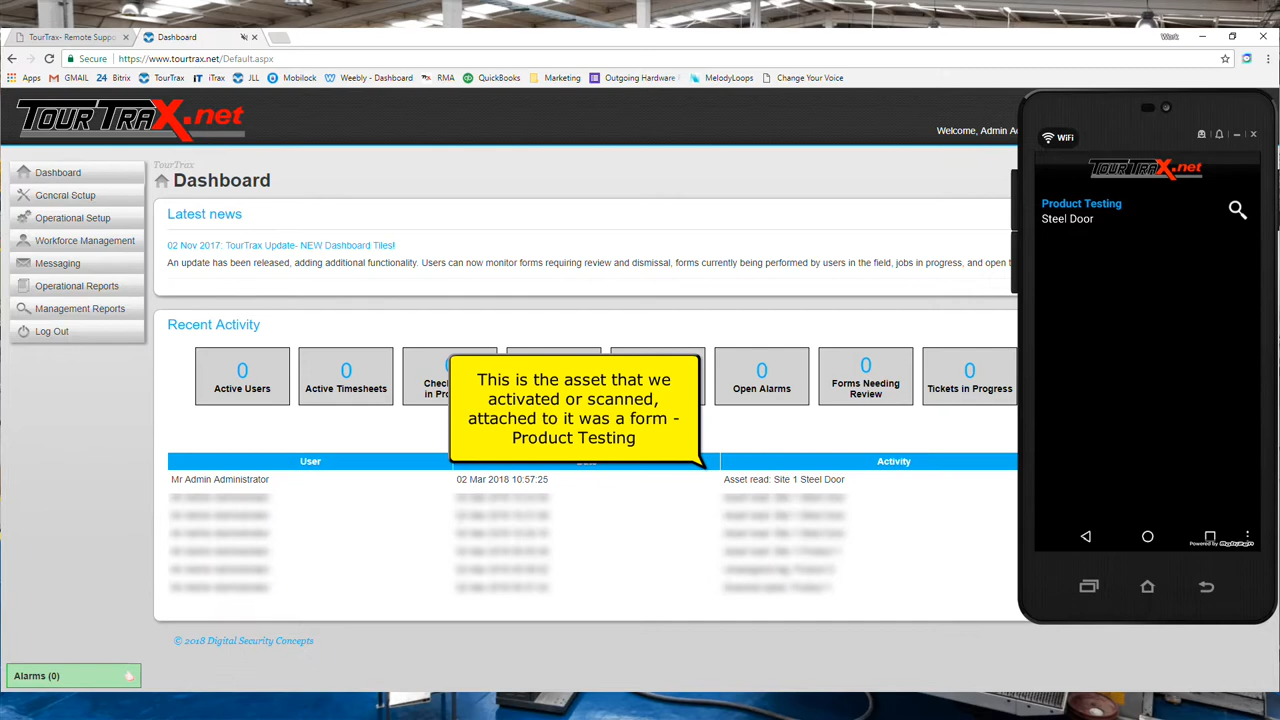 TourTrax- Remote Suppo
Dashboard
Work
Secure
https://www.tourtrax.net/Default.aspx
Apps
GMAIL
Bitrix
TourTrax
iTrax
JLL
Mobilock
Weebly - Dashboard
RMA
QuickBooks
Marketing
Outgoing Hardware F
MelodyLoops
Change Your Voice
TOURTRAX.net
Welcome, Admin A
Dashboard
General Setup
Operational Setup
Workforce Management
Messaging
Operational Reports
Management Reports
Log Out
TourTrax
Dashboard
Latest news
02 Nov 2017: TourTrax Update- NEW Dashboard Tiles!
An update has been released, adding additional functionality. Users can now monitor forms requiring review and dismissal, forms currently being performed by users in the field, jobs in progress, and open t
Recent Activity
0
Active Users
0
Active Timesheets
0
Open Alarms
0
Forms Needing
Review
0
Tickets in Progress
This is the asset that we
activated or scanned,
attached to it was a form -
Product Testing
User
Activity
Mr Admin Administrator
02 Mar 2018 10:57:25
Asset read: Site 1 Steel Door
© 2018 Digital Security Concepts
Alarms (0)
WiFi
TOURTRAX.net
Product Testing
Steel Door
Powered by